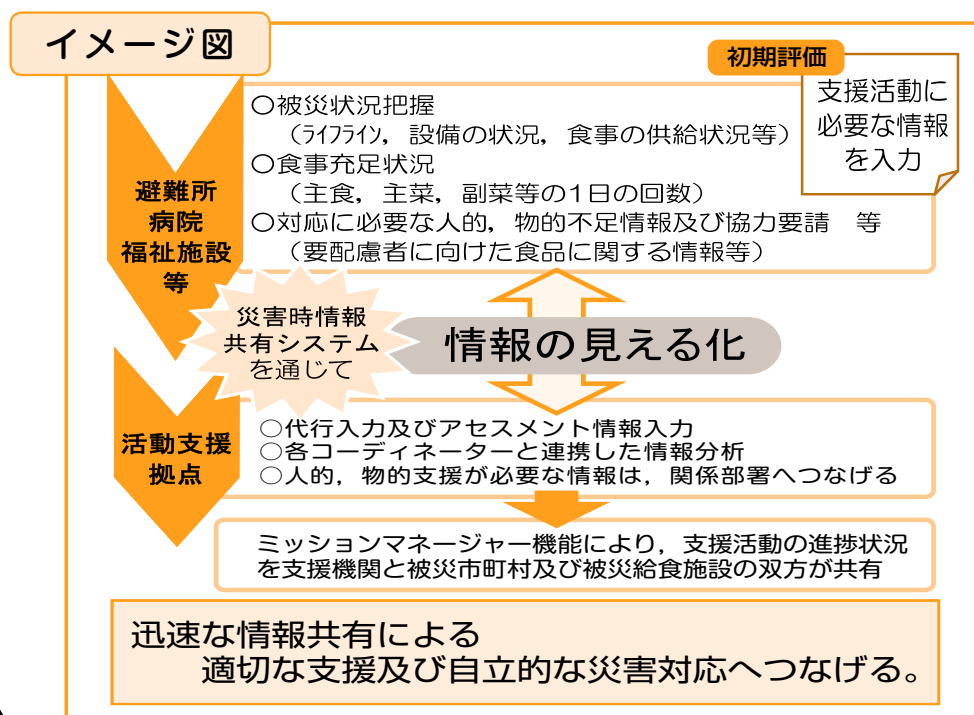 イメージ図
初期評価
支援活動に
必要な情報
を入力
避難所
病院
福祉施設
等
〇被災状況把握
（ﾗｲﾌﾗｲﾝ，設備の状況，食事の供給状況等）
〇食事充足状況
（主食，主菜，副菜等の1日の回数）
〇対応に必要な人的，物的不足情報及び協力要請　等
（要配慮者に向けた食品に関する情報等）
災害時情報
共有システム
を通じて
情報の見える化
活動支援
拠点
○代行入力及びアセスメント情報入力
○各コーディネーターと連携した情報分析
○人的，物的支援が必要な情報は，関係部署へつなげる
ミッションマネージャー機能により，支援活動の進捗状況
を支援機関と被災市町村及び被災給食施設の双方が共有
迅速な情報共有による
適切な支援及び自立的な災害対応へつなげる。